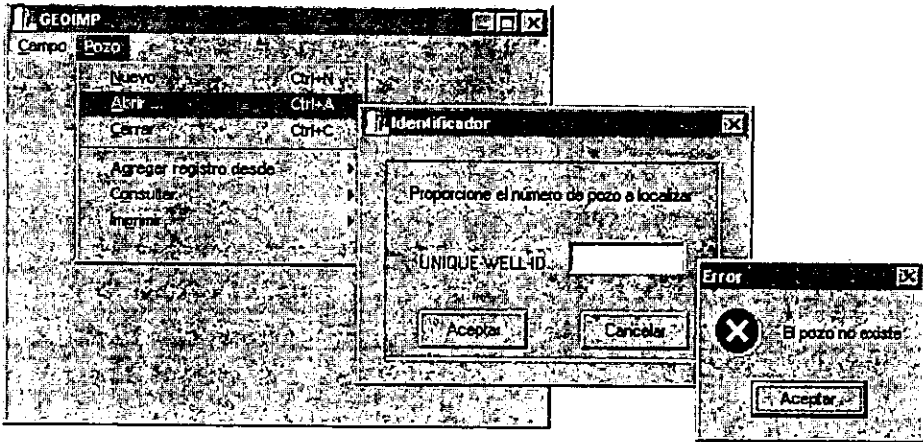 GEOIMP
Campo Pozo
Nuevo Ctrl+N
Abrir ... Ctrl+A
Cerrar Ctrl+C
Agregar registro desde
Consultar
Imprimir
Identificador
Proporcione el número de pozo a localizar
UNIQUE WELL ID
Aceptar Cancelar
Error
El pozo no existe
Aceptar